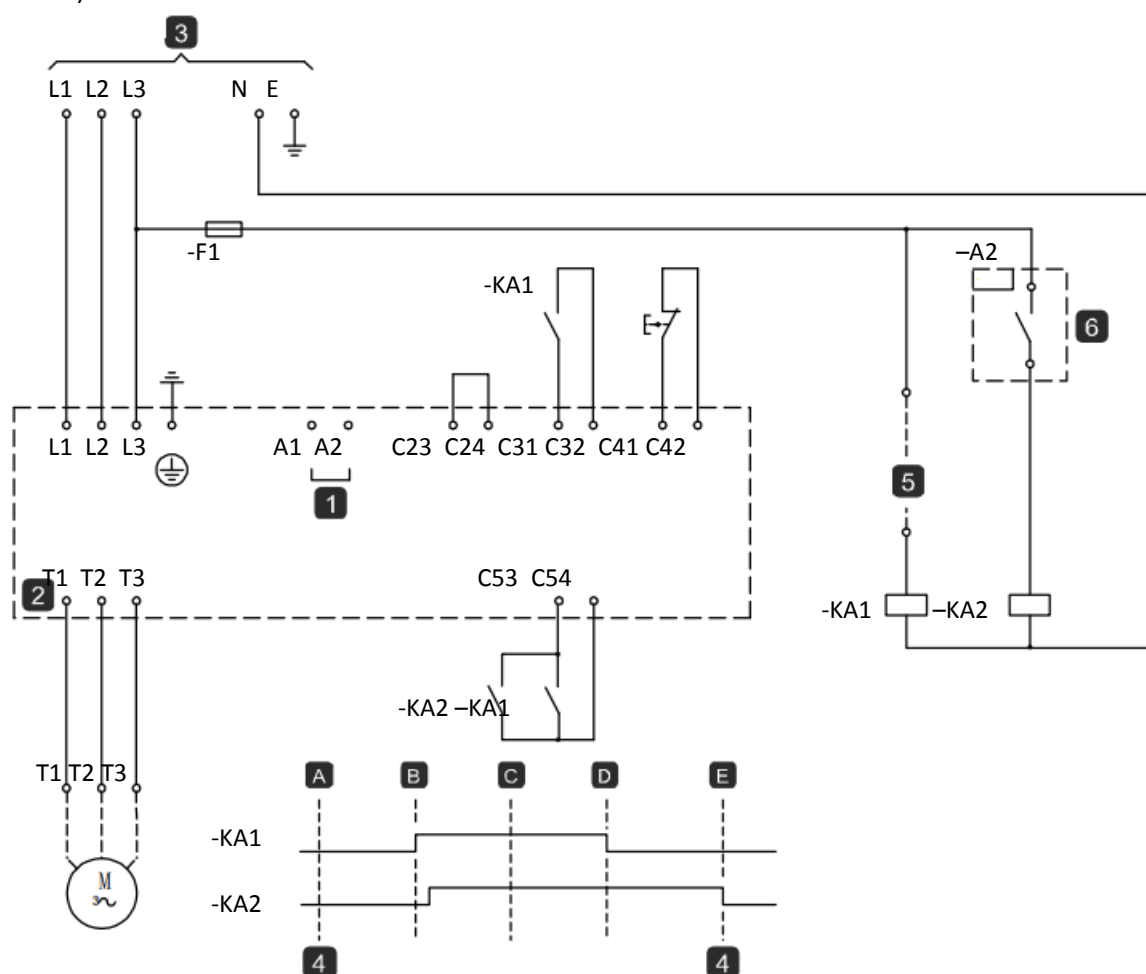 3
L1 L2 L3 N E
-F1
–A2
-KA1
6
L1 L2 L3 A1 A2 C23 C24 C31 C32 C41 C42
1
5
2
T1 T2 T3 C53 C54
-KA1 –KA2
-KA2 –KA1
T1 T2 T3
A B C D E
-KA1
M
3~
-KA2
4 4